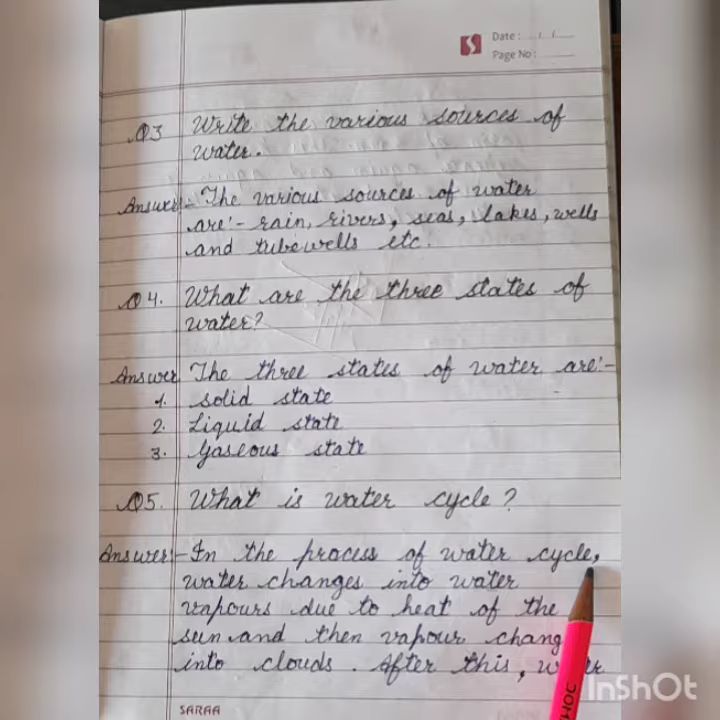 Date : ../../....
Page No : ........
Q3 Write the various sources of
water.
Answer:- The various sources of water
are:- rain, rivers, seas, lakes, wells
and tubewells etc.
Q4. What are the three states of
water?
Answer The three states of water are:-
1. solid state
2. Liquid state
3. Gaseous state
Q5. What is water cycle?
Answer:- In the process of water cycle,
water changes into water
vapours due to heat of the
sun and then vapour chang
into clouds. After this, w
SARAA
InShOt